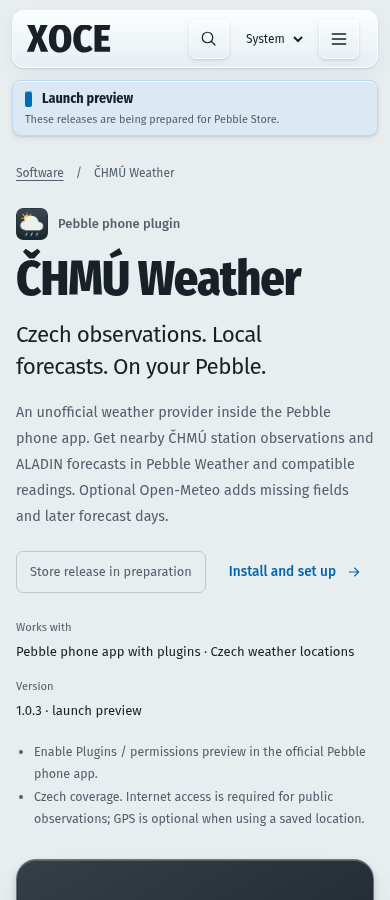 XOCE
System
Launch preview
These releases are being prepared for Pebble Store.
Software / ČHMÚ Weather
Pebble phone plugin
ČHMÚ Weather
Czech observations. Local
forecasts. On your Pebble.
An unofficial weather provider inside the Pebble
phone app. Get nearby ČHMÚ station observations and
ALADIN forecasts in Pebble Weather and compatible
readings. Optional Open-Meteo adds missing fields
and later forecast days.
Store release in preparation
Install and set up →
Works with
Pebble phone app with plugins · Czech weather locations
Version
1.0.3 · launch preview
• Enable Plugins / permissions preview in the official Pebble
phone app.
• Czech coverage. Internet access is required for public
observations; GPS is optional when using a saved location.